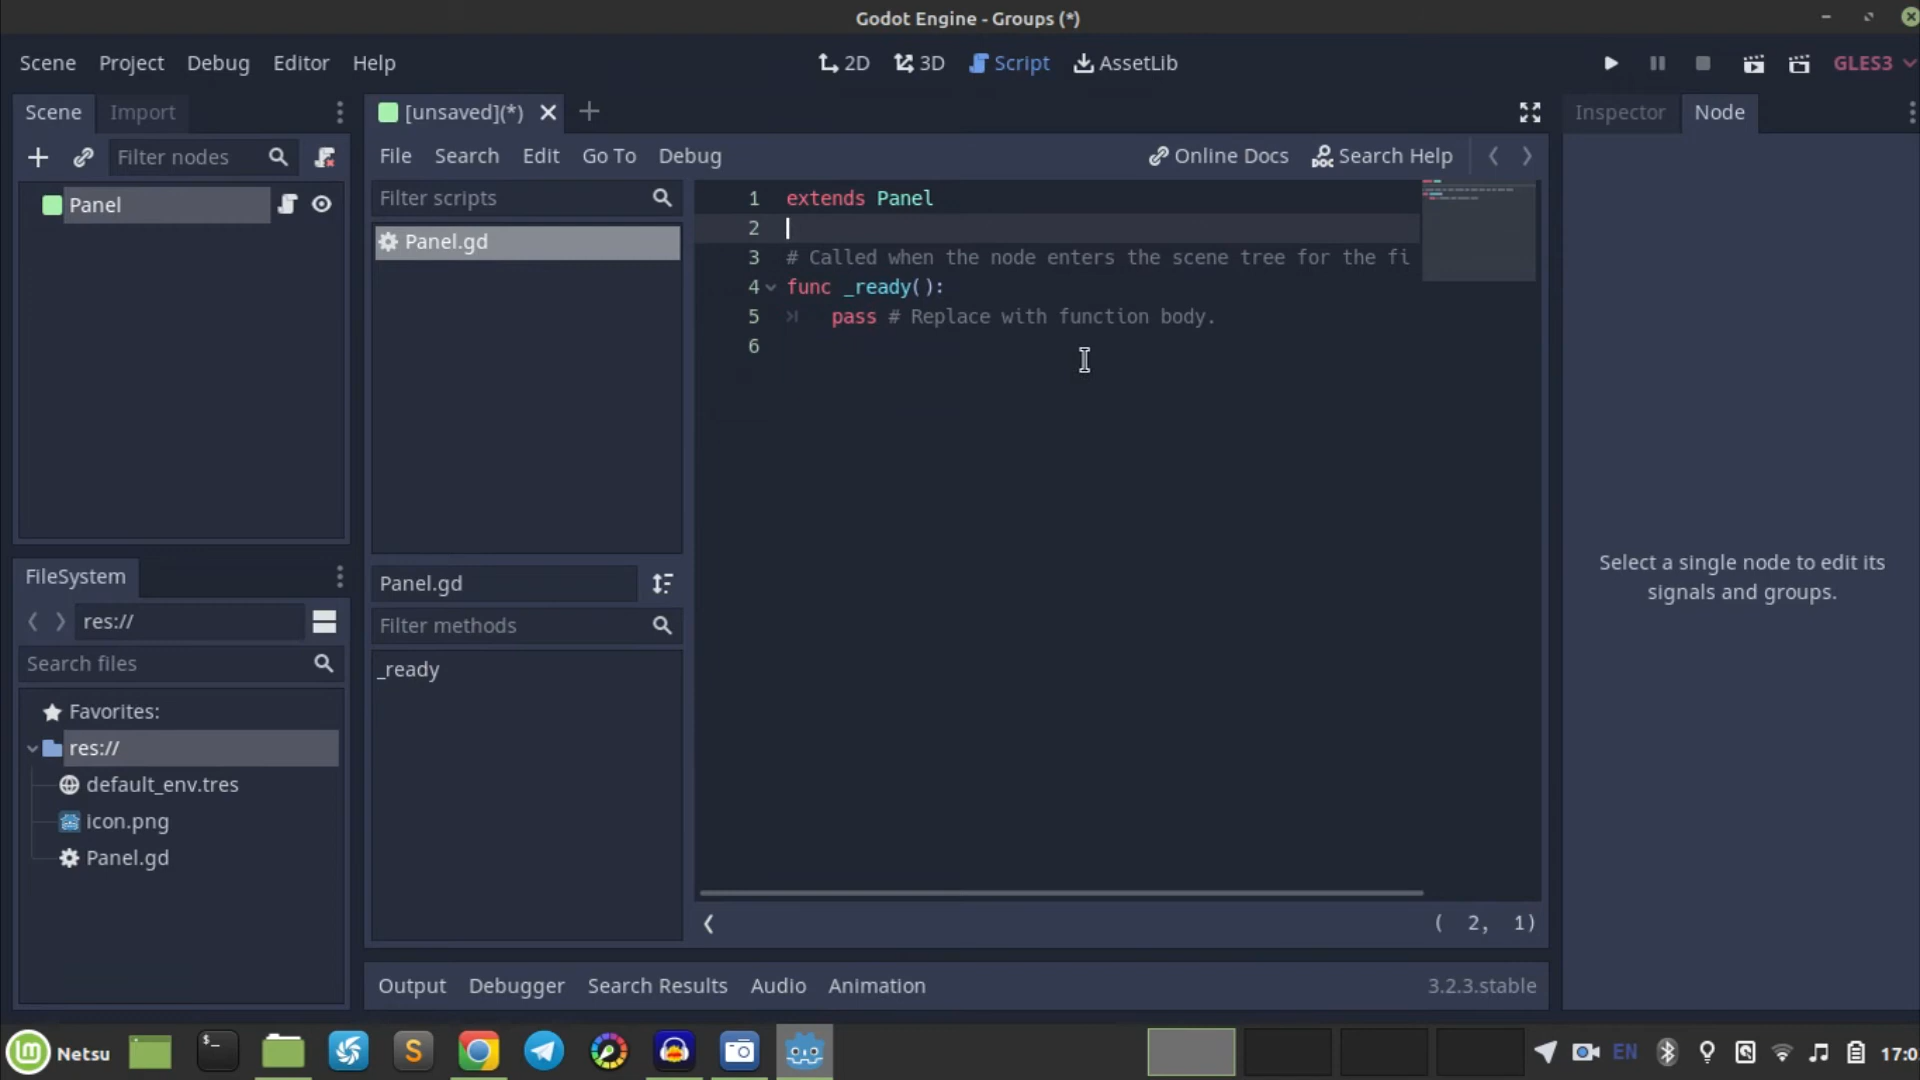 Godot Engine - Groups (*)
Scene Project Debug Editor Help
2D 3D Script AssetLib
GLES3
Scene Import
[unsaved](*)
Inspector Node
Filter nodes
File Search Edit Go To Debug
Online Docs Search Help
Panel
Filter scripts
Panel.gd
1 extends Panel
2
3 # Called when the node enters the scene tree for the fi
4 func _ready():
5 pass # Replace with function body.
6
Select a single node to edit its
signals and groups.
Panel.gd
Filter methods
_ready
( 2, 1)
FileSystem
res://
Search files
Favorites:
res://
default_env.tres
icon.png
Panel.gd
Output Debugger Search Results Audio Animation
3.2.3.stable
Netsu
$_
S
EN
17:0